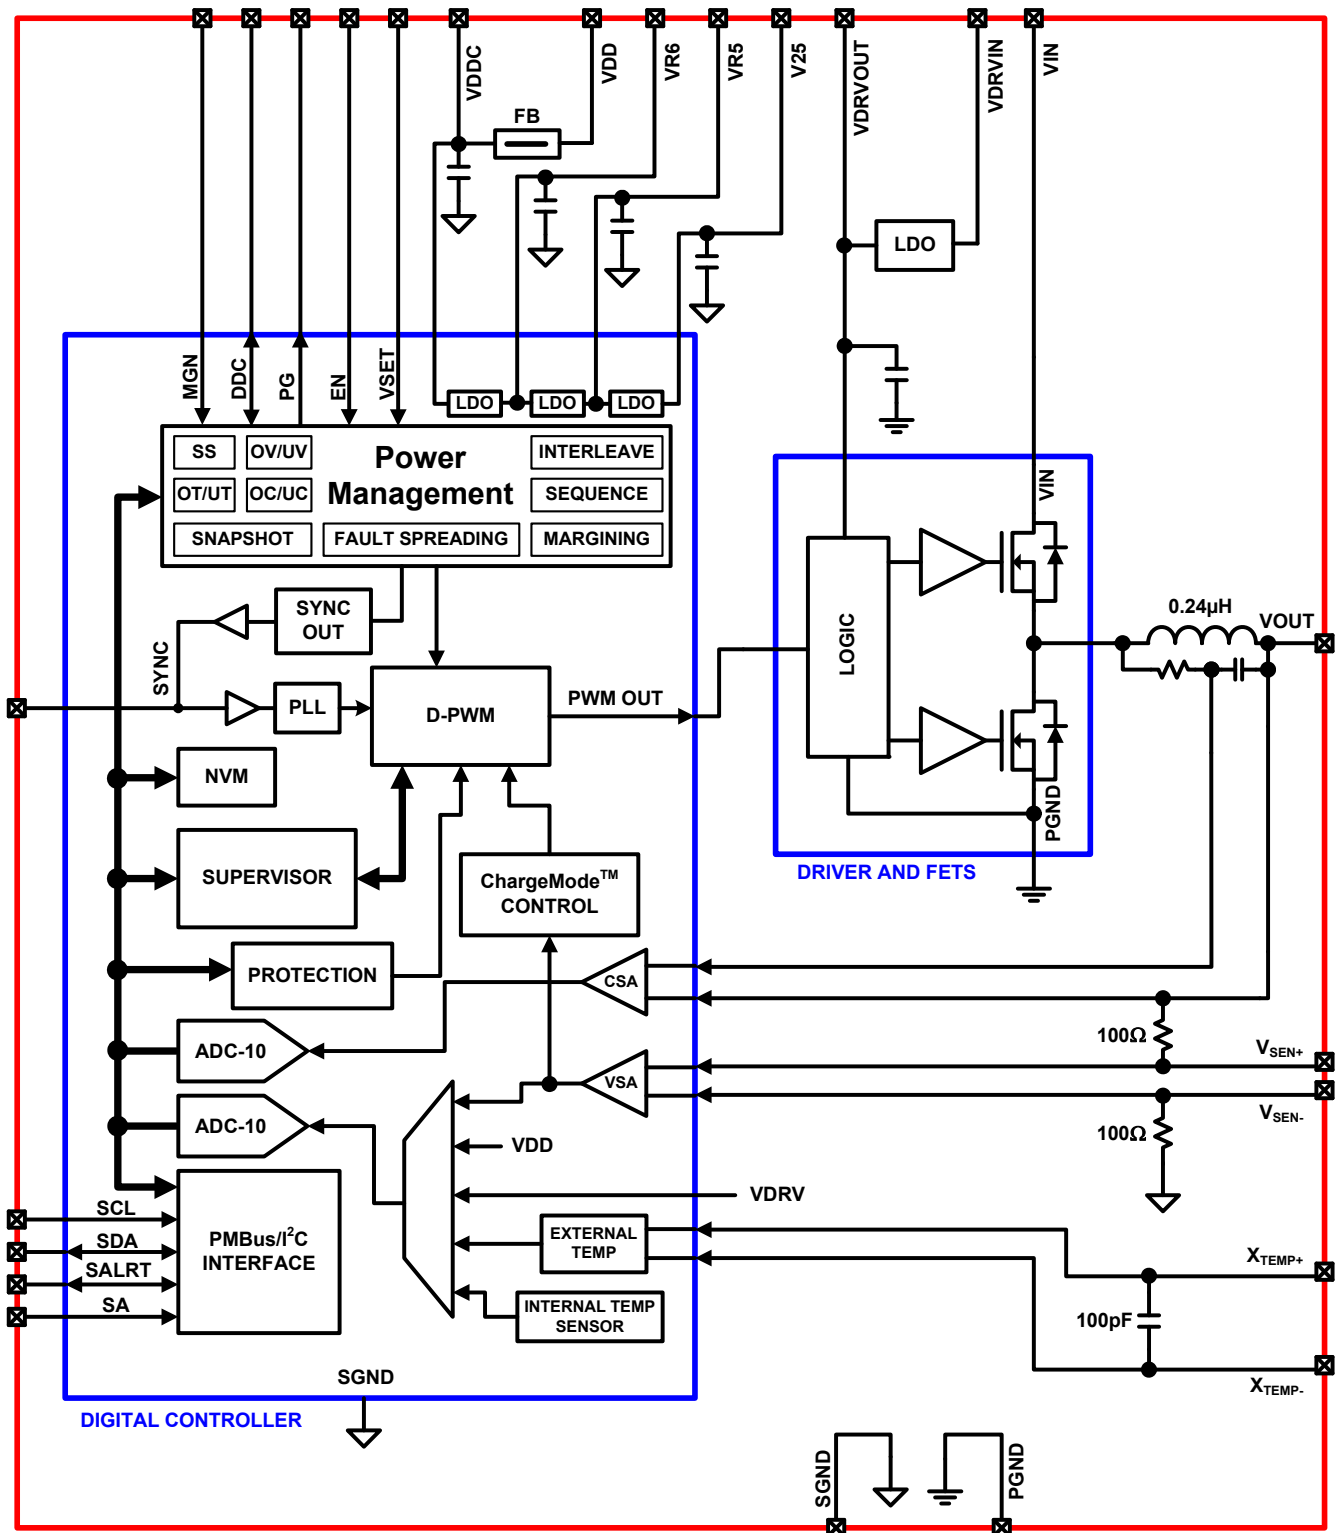 VDDC
VDD
VR6
VR5
V25
VDRVOUT
VDRVIN
VIN
FB
LDO
MGN
DDC
PG
EN
VSET
LDO
LDO
LDO
SS
OV/UV
Power
Management
INTERLEAVE
OT/UT
OC/UC
SEQUENCE
SNAPSHOT
FAULT SPREADING
MARGINING
VIN
SYNC
OUT
SYNC
PLL
D-PWM
PWM OUT
LOGIC
0.24µH
VOUT
NVM
PGND
SUPERVISOR
ChargeMode™
CONTROL
DRIVER AND FETS
PROTECTION
CSA
ADC-10
100Ω
VSEN+
VSA
ADC-10
VSEN-
100Ω
VDD
VDRV
SCL
SDA
SALRT
SA
PMBus/I²C
INTERFACE
EXTERNAL
TEMP
XTEMP+
INTERNAL TEMP
SENSOR
100pF
XTEMP-
SGND
DIGITAL CONTROLLER
SGND
PGND